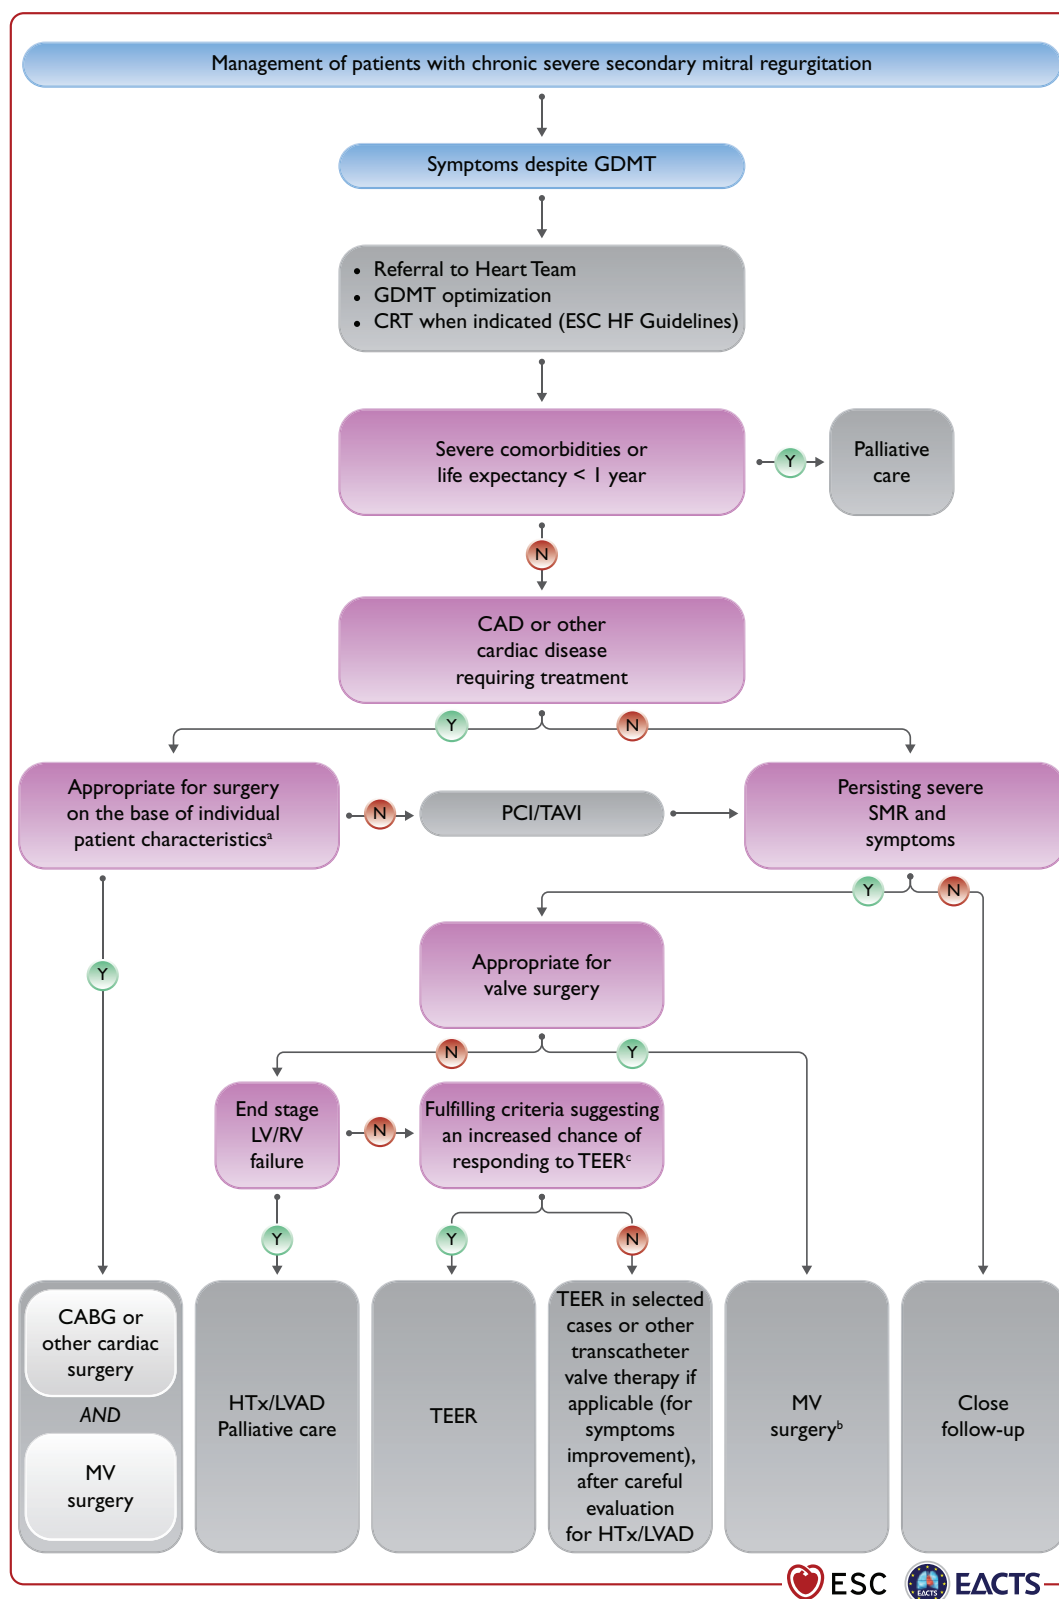 Management of patients with chronic severe secondary mitral regurgitation
Symptoms despite GDMT
• Referral to Heart Team
• GDMT optimization
• CRT when indicated (ESC HF Guidelines)
Severe comorbidities or
life expectancy < 1 year
Y
Palliative
care
N
CAD or other
cardiac disease
requiring treatment
Y
N
Appropriate for surgery
on the base of individual
patient characteristicsᵃ
N
PCI/TAVI
Persisting severe
SMR and
symptoms
Y
N
Appropriate for
valve surgery
Y
N
Y
End stage
LV/RV
failure
N
Fulfilling criteria suggesting
an increased chance of
responding to TEERᶜ
Y
Y
N
CABG or
other cardiac
surgery
AND
MV
surgery
HTx/LVAD
Palliative care
TEER
TEER in selected
cases or other
transcatheter
valve therapy if
applicable (for
symptoms
improvement),
after careful
evaluation
for HTx/LVAD
MV
surgeryᵇ
Close
follow-up
ESC
EACTS
EΔCTS